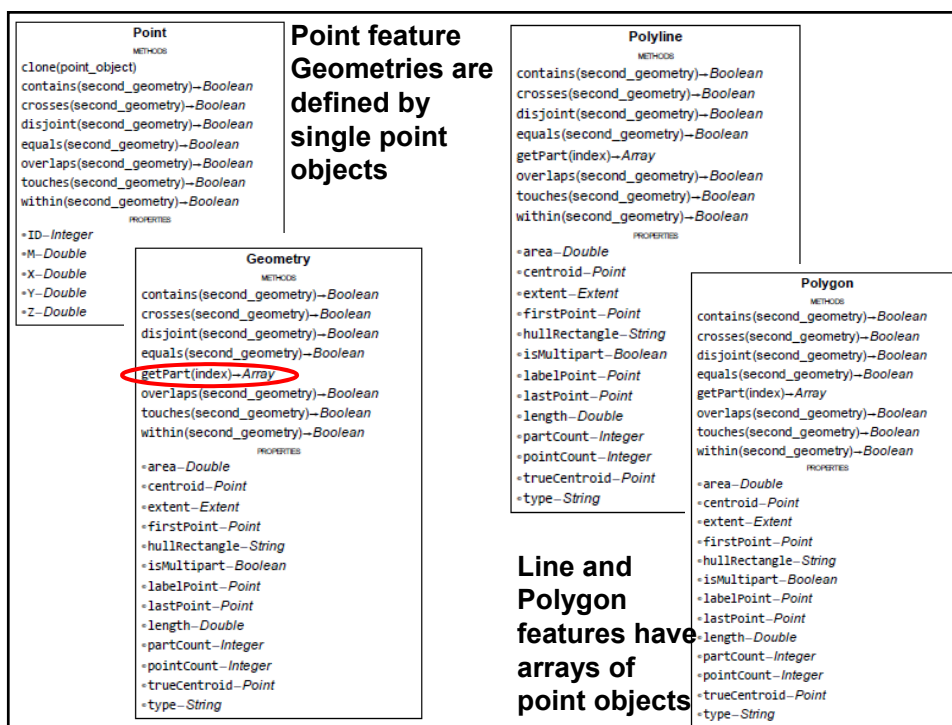 Point
METHODS
clone(point_object)
contains(second_geometry)→Boolean
crosses(second_geometry)→Boolean
disjoint(second_geometry)→Boolean
equals(second_geometry)→Boolean
overlaps(second_geometry)→Boolean
touches(second_geometry)→Boolean
within(second_geometry)→Boolean
PROPERTIES
∘ID–Integer
∘M–Double
∘X–Double
∘Y–Double
∘Z–Double
Point feature
Geometries are
defined by
single point
objects
Geometry
METHODS
contains(second_geometry)→Boolean
crosses(second_geometry)→Boolean
disjoint(second_geometry)→Boolean
equals(second_geometry)→Boolean
getPart(index)→Array
overlaps(second_geometry)→Boolean
touches(second_geometry)→Boolean
within(second_geometry)→Boolean
PROPERTIES
∘area–Double
∘centroid–Point
∘extent–Extent
∘firstPoint–Point
∘hullRectangle–String
∘isMultipart–Boolean
∘labelPoint–Point
∘lastPoint–Point
∘length–Double
∘partCount–Integer
∘pointCount–Integer
∘trueCentroid–Point
∘type–String
Polyline
METHODS
contains(second_geometry)→Boolean
crosses(second_geometry)→Boolean
disjoint(second_geometry)→Boolean
equals(second_geometry)→Boolean
getPart(index)→Array
overlaps(second_geometry)→Boolean
touches(second_geometry)→Boolean
within(second_geometry)→Boolean
PROPERTIES
∘area–Double
∘centroid–Point
∘extent–Extent
∘firstPoint–Point
∘hullRectangle–String
∘isMultipart–Boolean
∘labelPoint–Point
∘lastPoint–Point
∘length–Double
∘partCount–Integer
∘pointCount–Integer
∘trueCentroid–Point
∘type–String
Polygon
METHODS
contains(second_geometry)→Boolean
crosses(second_geometry)→Boolean
disjoint(second_geometry)→Boolean
equals(second_geometry)→Boolean
getPart(index)→Array
overlaps(second_geometry)→Boolean
touches(second_geometry)→Boolean
within(second_geometry)→Boolean
PROPERTIES
∘area–Double
∘centroid–Point
∘extent–Extent
∘firstPoint–Point
∘hullRectangle–String
∘isMultipart–Boolean
∘labelPoint–Point
∘lastPoint–Point
∘length–Double
∘partCount–Integer
∘pointCount–Integer
∘trueCentroid–Point
∘type–String
Line and
Polygon
features have
arrays of
point objects